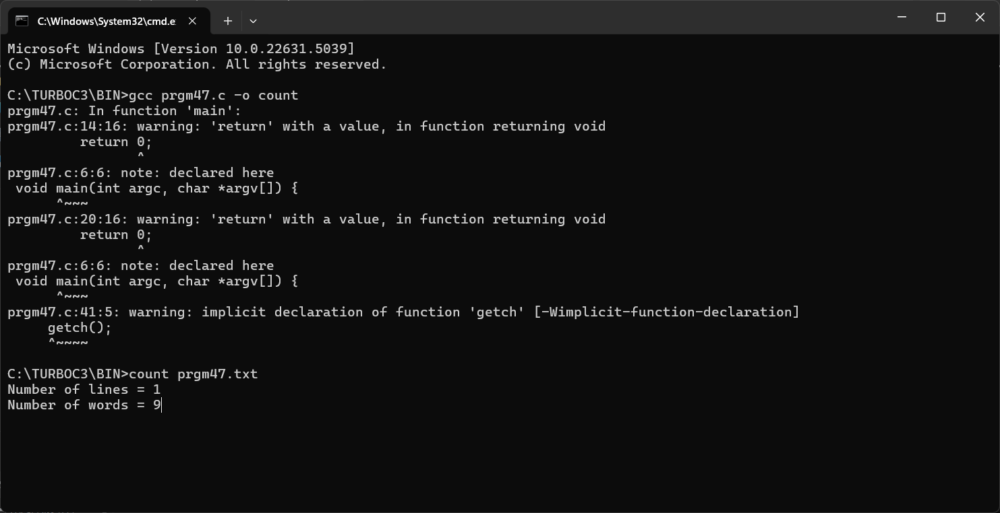 C:\Windows\System32\cmd.e:
Microsoft Windows [Version 10.0.22631.5039]
(c) Microsoft Corporation. All rights reserved.
C:\TURBOC3\BIN>gcc prgm47.c -o count
prgm47.c: In function 'main':
prgm47.c:14:16: warning: 'return' with a value, in function returning void
         return 0;
                ^
prgm47.c:6:6: note: declared here
 void main(int argc, char *argv[]) {
      ^~~~
prgm47.c:20:16: warning: 'return' with a value, in function returning void
         return 0;
                ^
prgm47.c:6:6: note: declared here
 void main(int argc, char *argv[]) {
      ^~~~
prgm47.c:41:5: warning: implicit declaration of function 'getch' [-Wimplicit-function-declaration]
     getch();
     ^~~~~
C:\TURBOC3\BIN>count prgm47.txt
Number of lines = 1
Number of words = 9